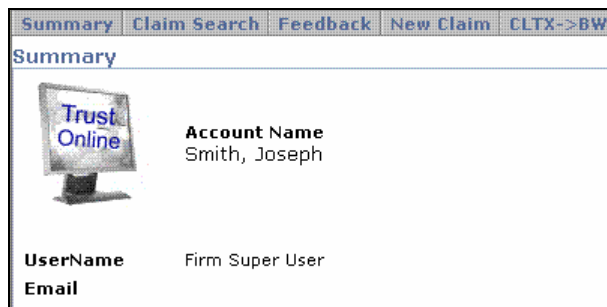 Summary Claim Search Feedback New Claim CLTX->BW
Summary
Trust
Online
Account Name
Smith, Joseph
UserName Firm Super User
Email